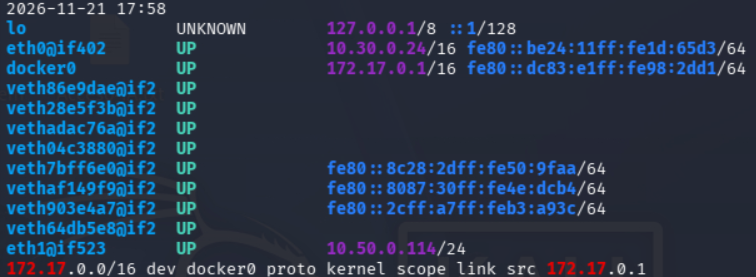 2026-11-21 17:58
lo UNKNOWN 127.0.0.1/8 ::1/128
eth0@if402 UP 10.30.0.24/16 fe80::be24:11ff:fe1d:65d3/64
docker0 UP 172.17.0.1/16 fe80::dc83:e1ff:fe98:2dd1/64
veth86e9dae@if2 UP
veth28e5f3b@if2 UP
vethadac76a@if2 UP
veth04c3880@if2 UP
veth7bff6e0@if2 UP fe80::8c28:2dff:fe50:9faa/64
vethaf149f9@if2 UP fe80::8087:30ff:fe4e:dcb4/64
veth903e4a7@if2 UP fe80::2cff:a7ff:feb3:a93c/64
veth64db5e8@if2 UP
eth1@if523 UP 10.50.0.114/24
172.17.0.0/16 dev docker0 proto kernel scope link src 172.17.0.1